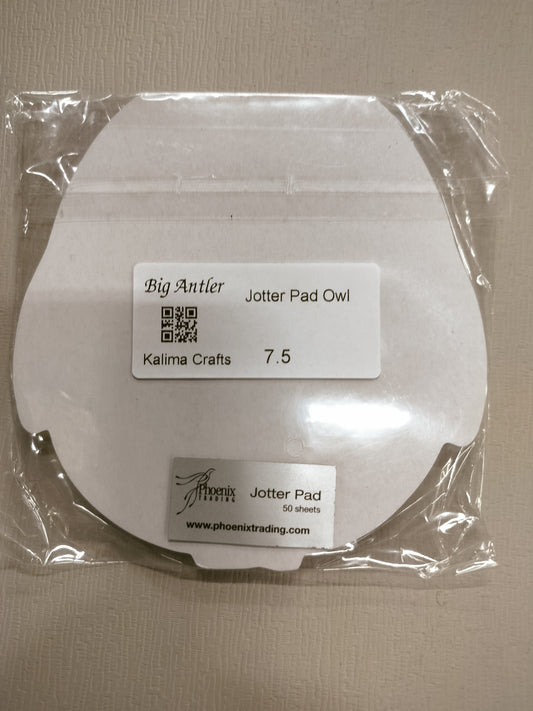 Big Antler
Jotter Pad Owl
Kalima Crafts
7.5
Phoenix
TRADING
Jotter Pad
50 sheets
www.phoenixtrading.com